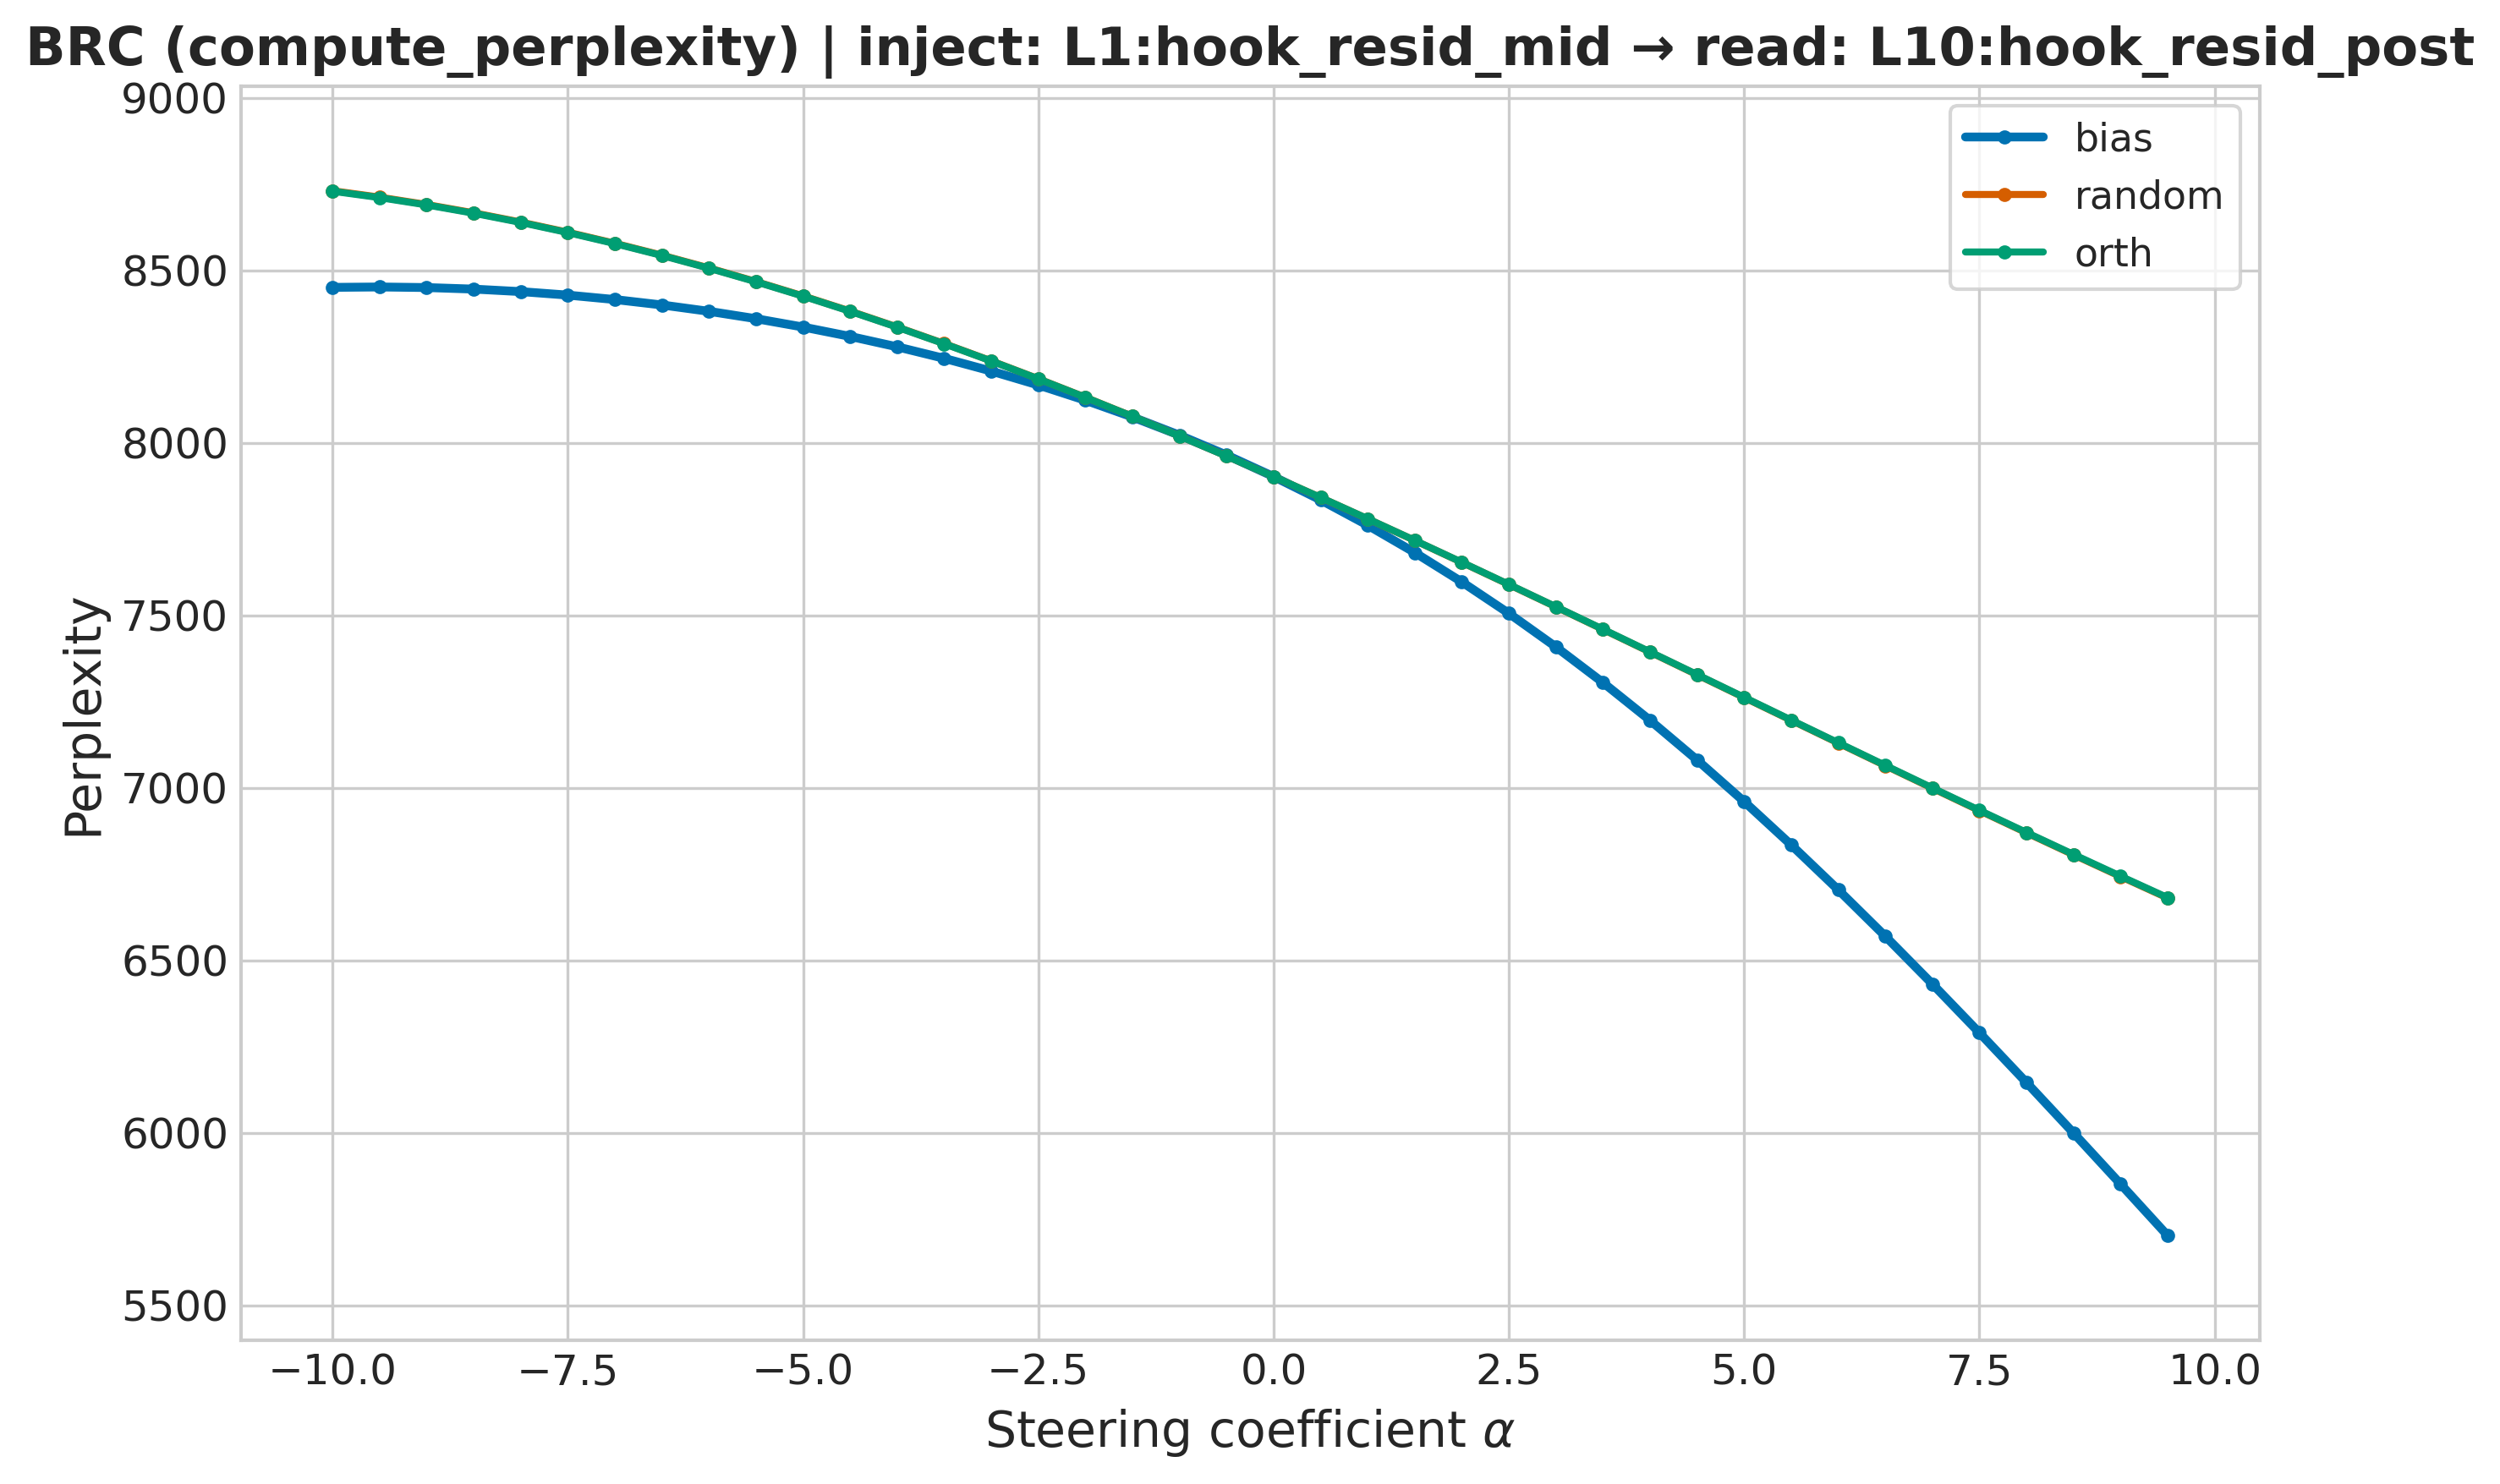 BRC (compute_perplexity) | inject: L1:hook_resid_mid → read: L10:hook_resid_post
9000
8500
8000
7500
7000
6500
6000
5500
Perplexity
bias
random
orth
−10.0 −7.5 −5.0 −2.5 0.0 2.5 5.0 7.5 10.0
Steering coefficient α